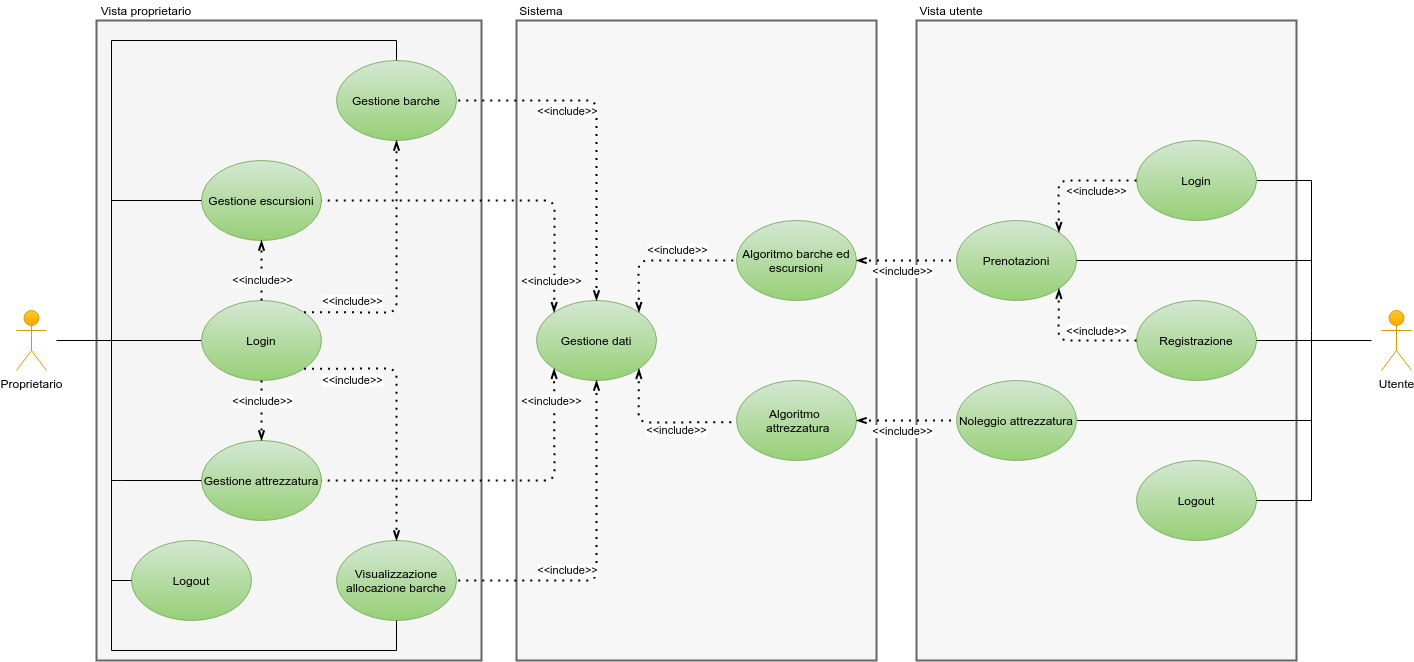 Vista proprietario
Sistema
Vista utente
Gestione barche
<<include>>
Gestione escursioni
<<include>>
<<include>>
<<include>>
Login
<<include>>
<<include>>
Gestione attrezzatura
Logout
Visualizzazione
allocazione barche
Proprietario
<<include>>
<<include>>
Gestione dati
<<include>>
<<include>>
<<include>>
Algoritmo barche ed
escursioni
Algoritmo
attrezzatura
<<include>>
<<include>>
<<include>>
Login
<<include>>
Prenotazioni
<<include>>
Registrazione
Noleggio attrezzatura
Logout
Utente